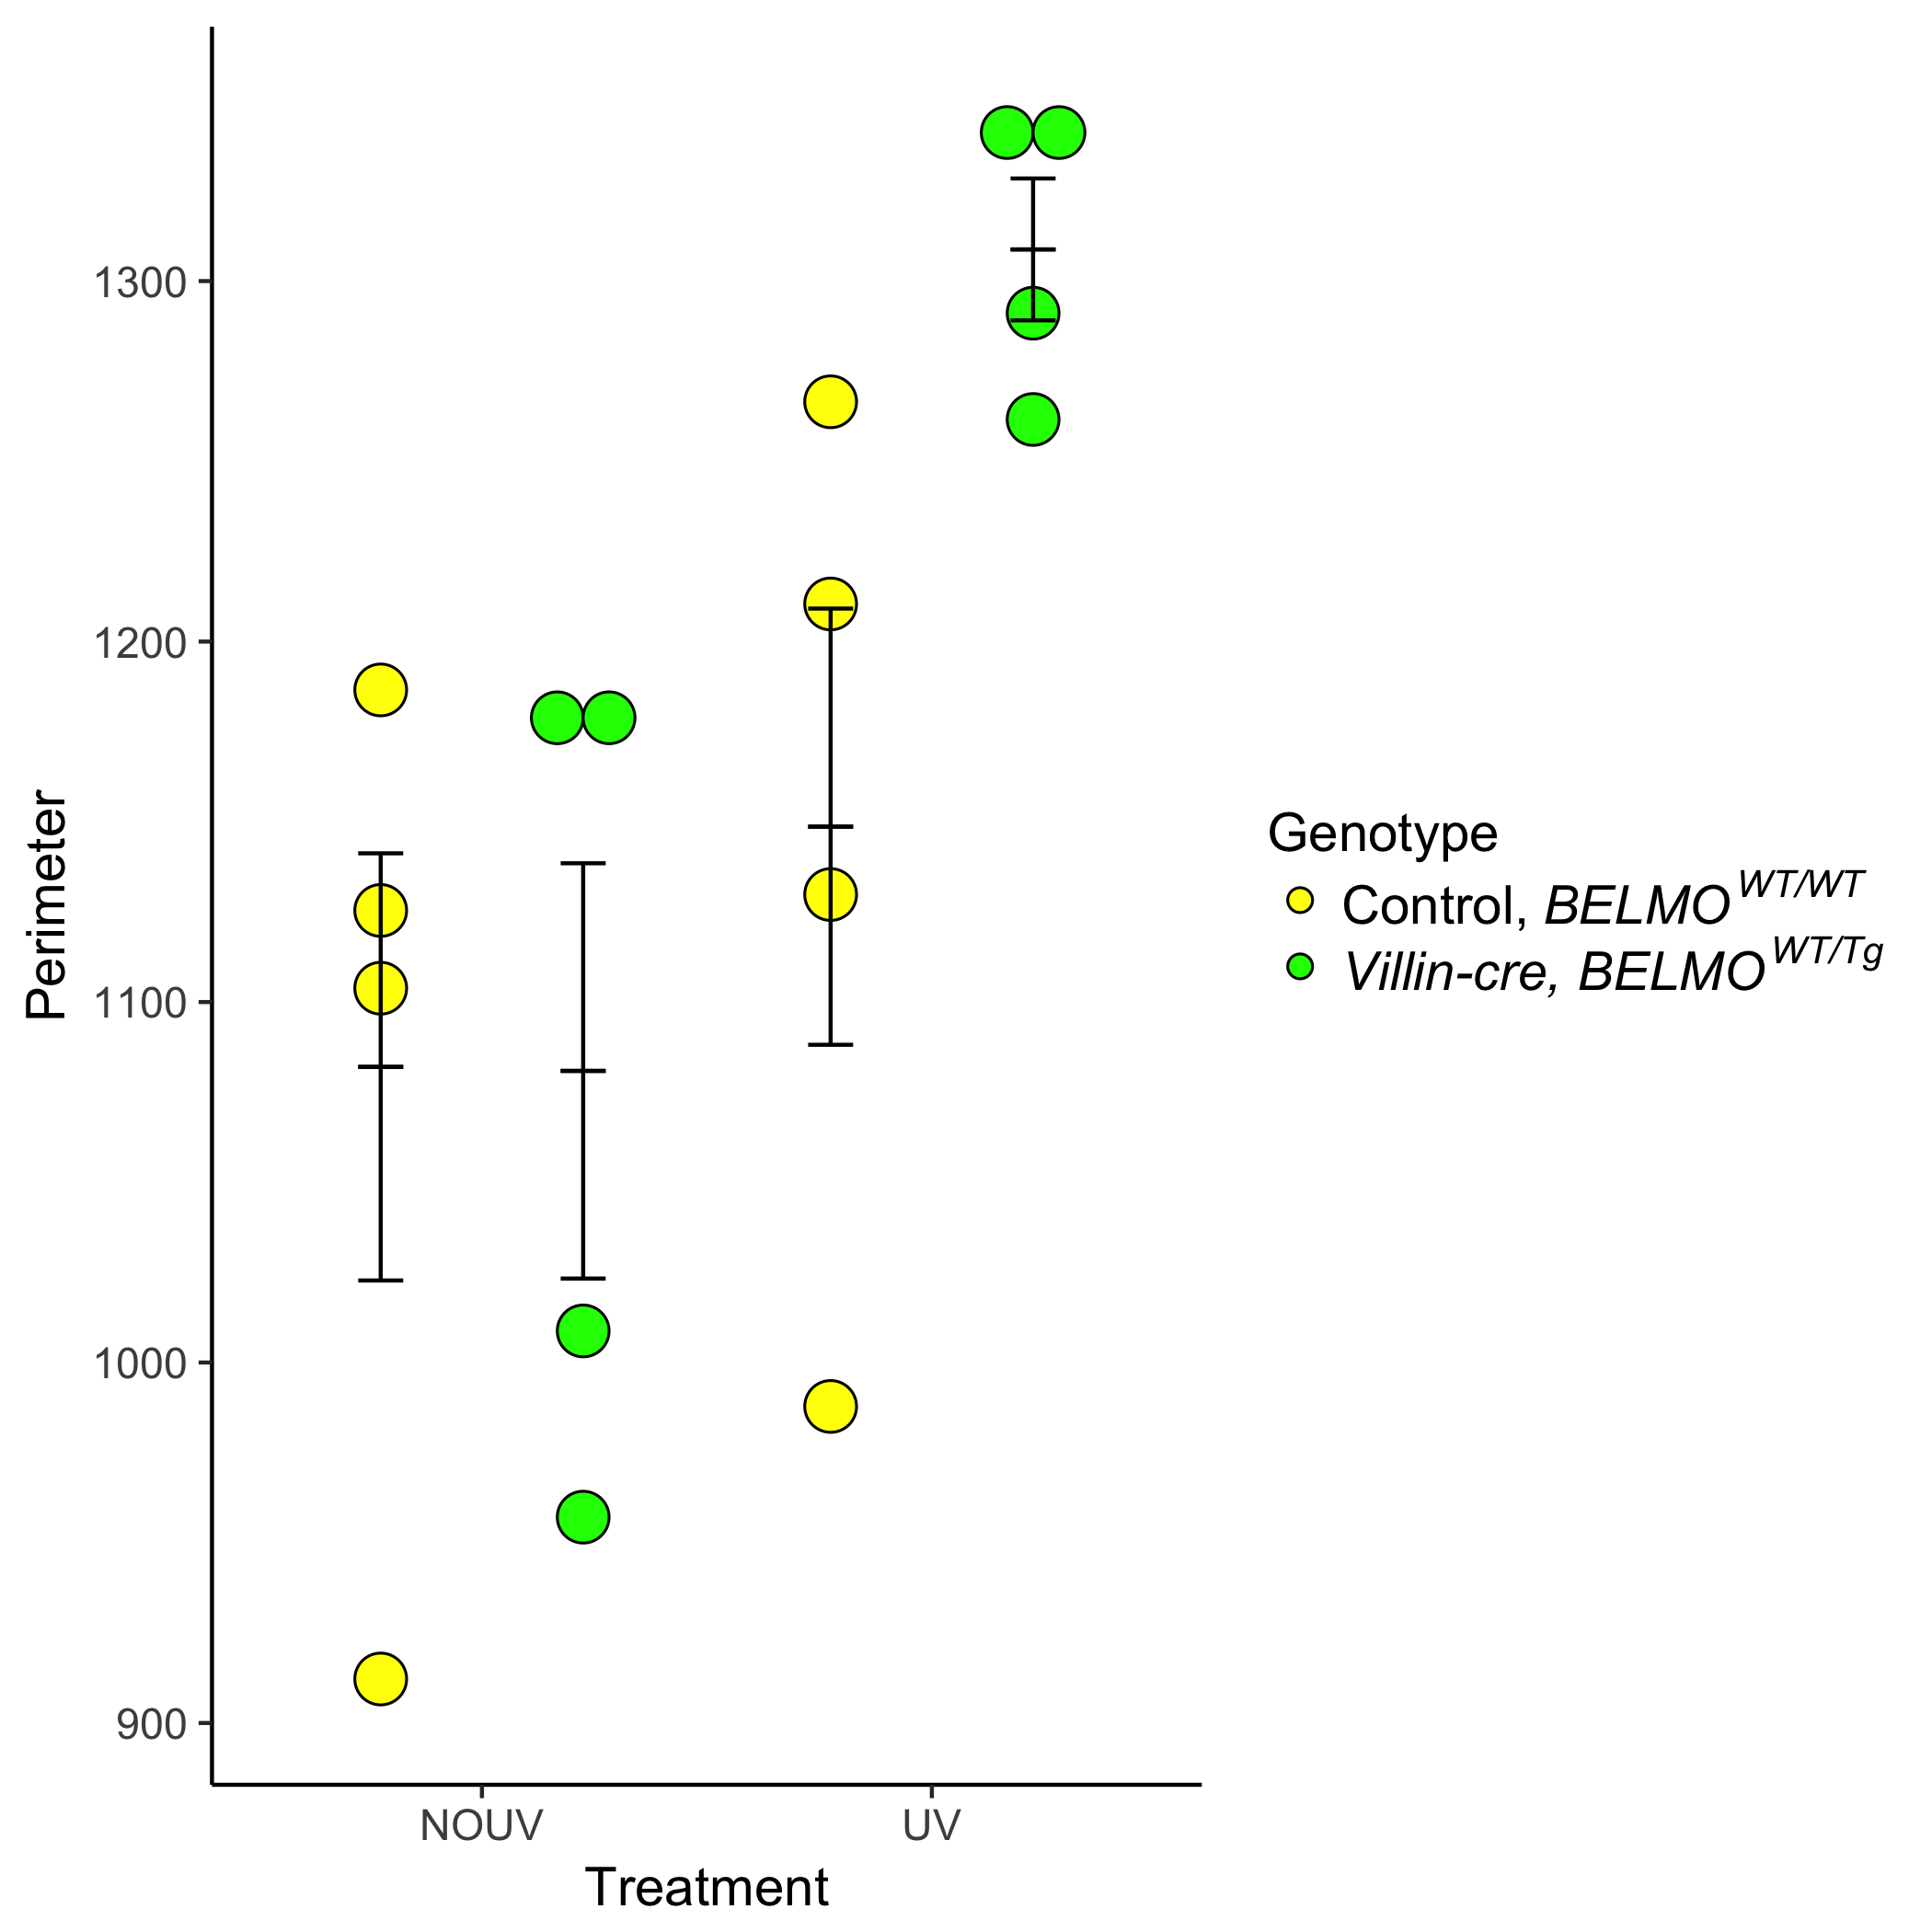 1300
1200
1100
1000
900
Perimeter
NOUV UV
Treatment
Genotype
Control, BELMO WT/WT
Villin-cre, BELMO WT/Tg